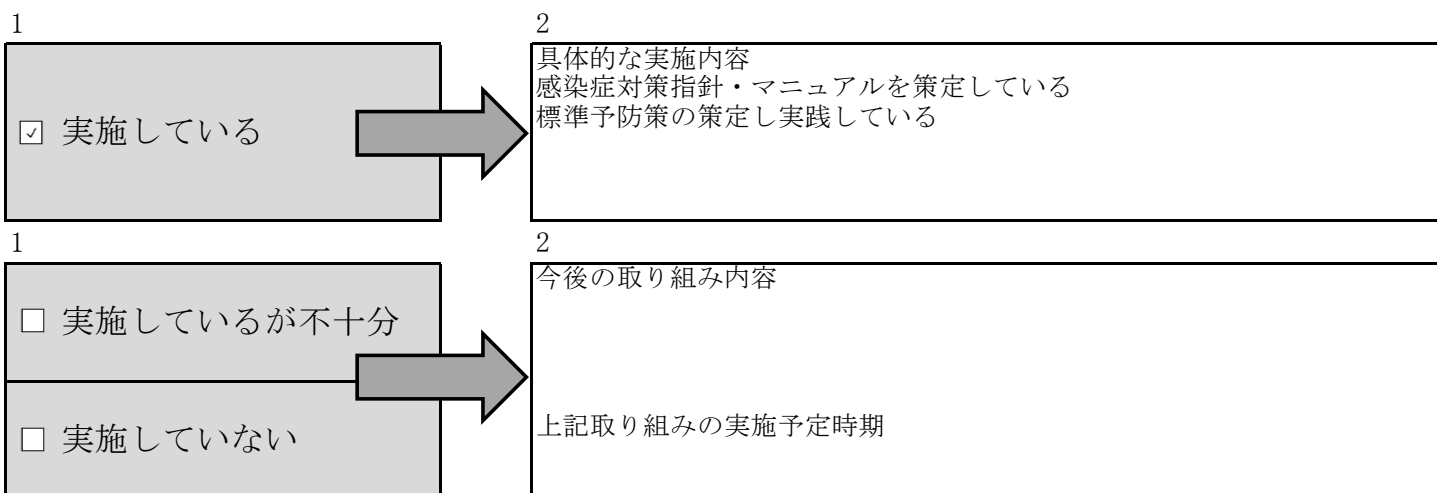 1
2
☑ 実施している
具体的な実施内容
感染症対策指針・マニュアルを策定している
標準予防策の策定し実践している
1
2
☐ 実施しているが不十分
☐ 実施していない
今後の取り組み内容
上記取り組みの実施予定時期